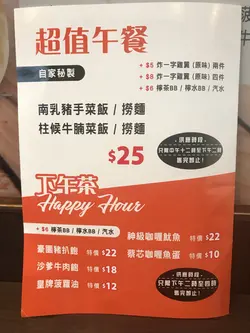 超值午餐
自家秘製
+ $5 炸一字雞翼 (原味) 兩件
+ $8 炸一字雞翼 (原味) 四件
+ $6 檸茶BB / 檸水BB / 汽水
南乳豬手菜飯 / 撈麵
柱候牛腩菜飯 / 撈麵
$25
供應時段
只限中午十二時至下午二時
售完即止!
下午茶
Happy Hour
+ $6 檸茶BB / 檸水BB / 汽水
豪園豬扒飽 特價 $22
沙爹牛肉飽 特價 $18
皇牌菠蘿油 特價 $12
神級咖喱魷魚 特價 $22
蔡芯咖喱魚蛋 特價 $10
供應時段
只限下午二時至四時
售完即止!